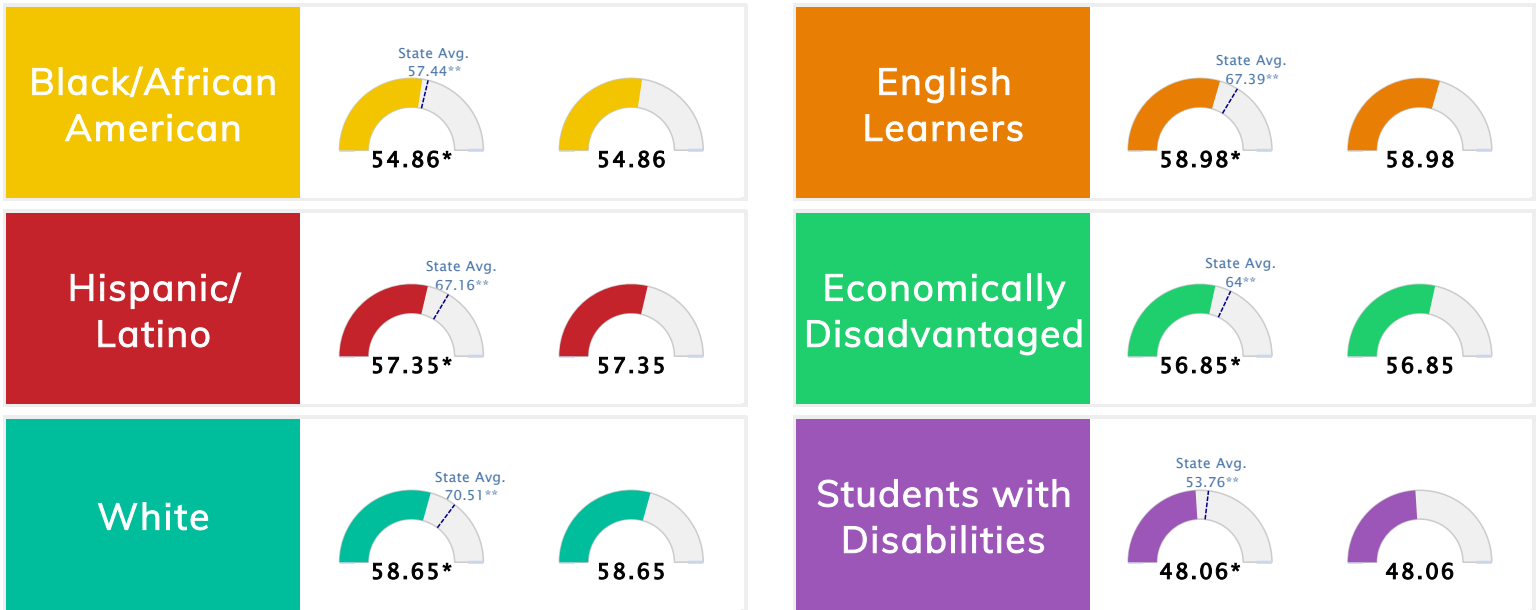 Black/African
American
State Avg.
57.44**
54.86*
54.86
English
Learners
State Avg.
67.39**
58.98*
58.98
Hispanic/
Latino
State Avg.
67.16**
57.35*
57.35
Economically
Disadvantaged
State Avg.
64**
56.85*
56.85
White
State Avg.
70.51**
58.65*
58.65
Students with
Disabilities
State Avg.
53.76**
48.06*
48.06